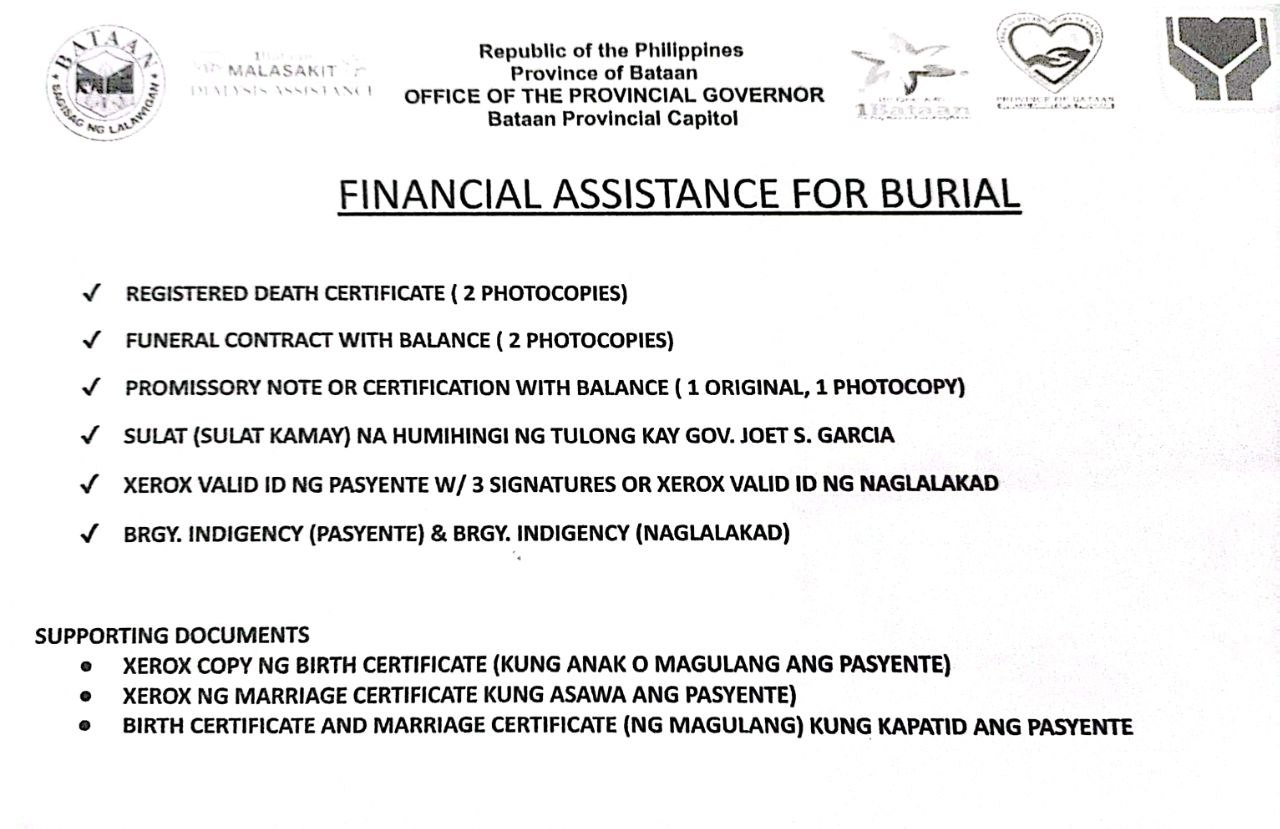 BATAAN
SAGISAG NG LALAWIGAN
MALASAKIT
DIALYSIS ASSISTANCE
Republic of the Philippines
Province of Bataan
OFFICE OF THE PROVINCIAL GOVERNOR
Bataan Provincial Capitol
1Bataan
PROVINCE OF BATAAN
FINANCIAL ASSISTANCE FOR BURIAL
✓ REGISTERED DEATH CERTIFICATE ( 2 PHOTOCOPIES)
✓ FUNERAL CONTRACT WITH BALANCE ( 2 PHOTOCOPIES)
✓ PROMISSORY NOTE OR CERTIFICATION WITH BALANCE ( 1 ORIGINAL, 1 PHOTOCOPY)
✓ SULAT (SULAT KAMAY) NA HUMIHINGI NG TULONG KAY GOV. JOET S. GARCIA
✓ XEROX VALID ID NG PASYENTE W/ 3 SIGNATURES OR XEROX VALID ID NG NAGLALAKAD
✓ BRGY. INDIGENCY (PASYENTE) & BRGY. INDIGENCY (NAGLALAKAD)
SUPPORTING DOCUMENTS
• XEROX COPY NG BIRTH CERTIFICATE (KUNG ANAK O MAGULANG ANG PASYENTE)
• XEROX NG MARRIAGE CERTIFICATE KUNG ASAWA ANG PASYENTE)
• BIRTH CERTIFICATE AND MARRIAGE CERTIFICATE (NG MAGULANG) KUNG KAPATID ANG PASYENTE